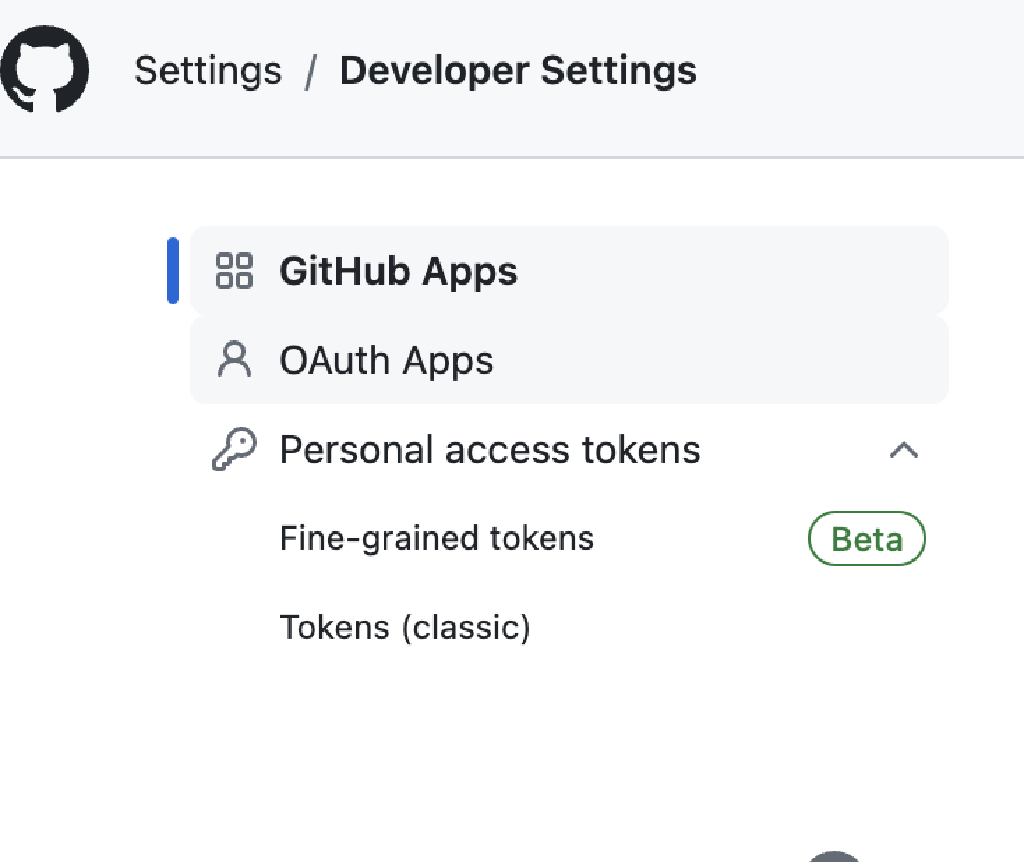 Settings / Developer Settings
GitHub Apps
OAuth Apps
Personal access tokens
Fine-grained tokens Beta
Tokens (classic)